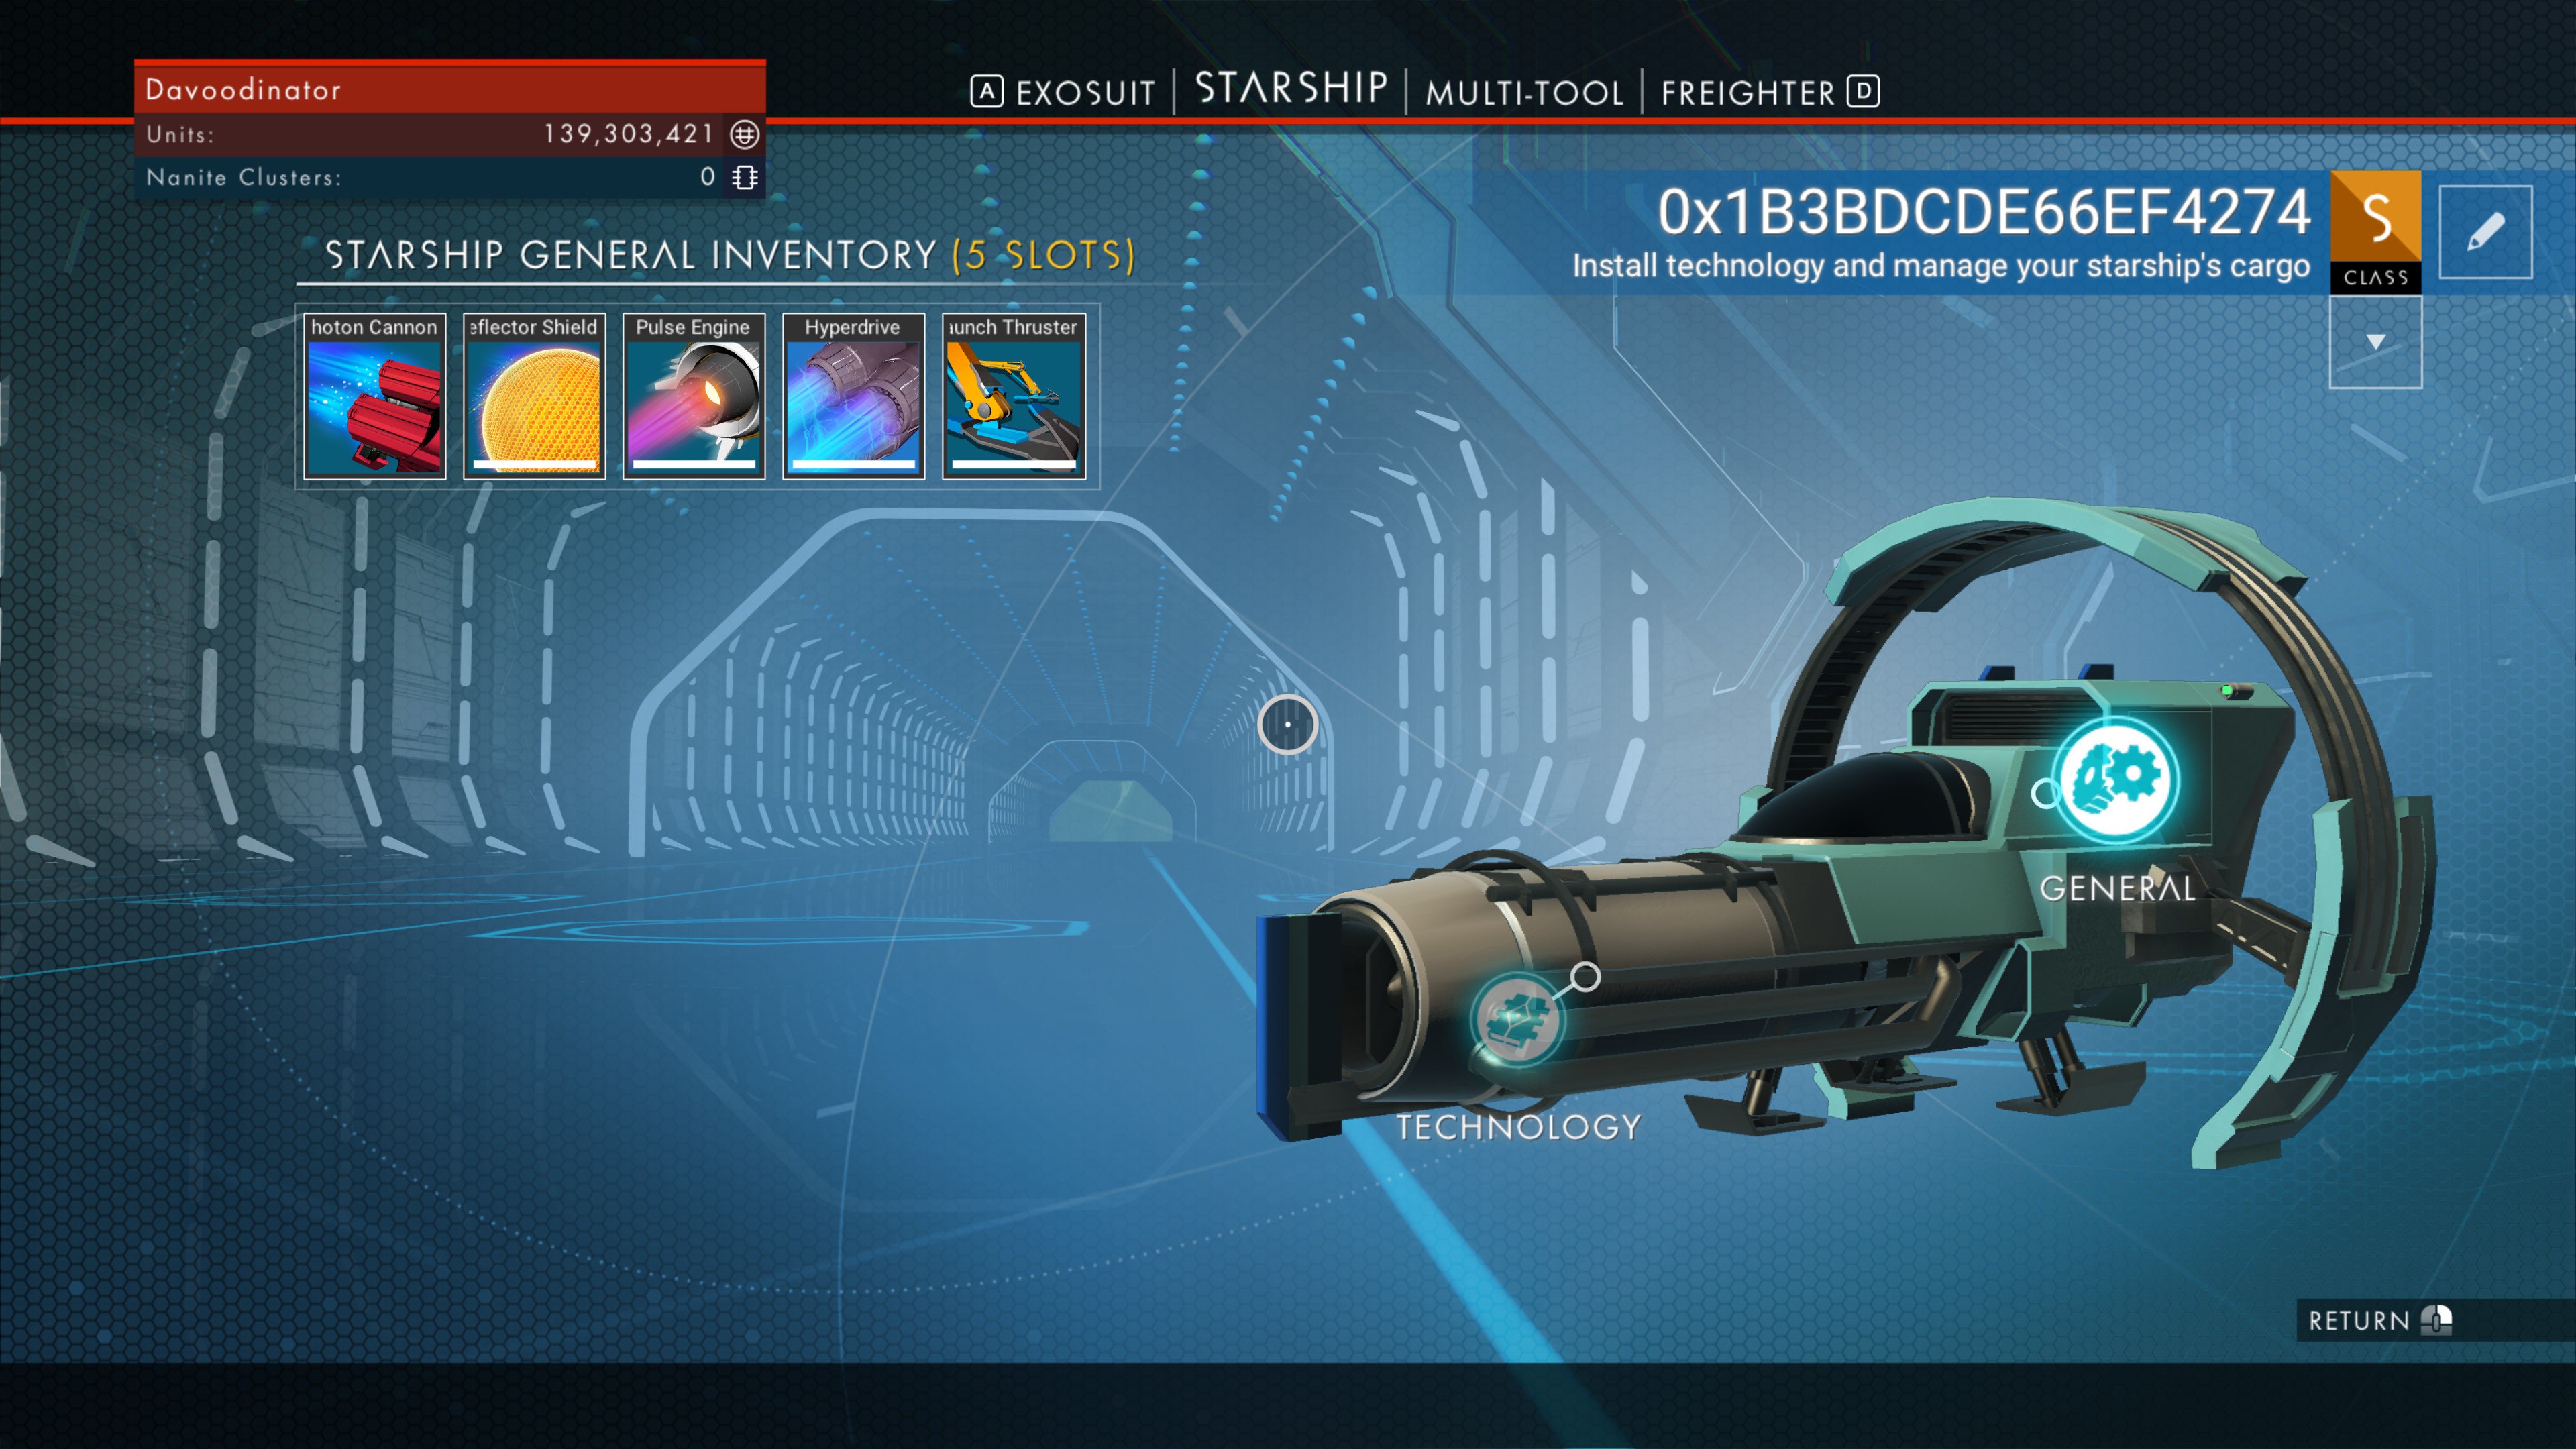 Davoodinator
Units: 139,303,421
Nanite Clusters: 0
A EXOSUIT STARSHIP MULTI-TOOL FREIGHTER D
0x1B3BDCDE66EF4274
Install technology and manage your starship's cargo
S
CLASS
STARSHIP GENERAL INVENTORY (5 SLOTS)
hoton Cannon
eflector Shield
Pulse Engine
Hyperdrive
aunch Thruster
GENERAL
TECHNOLOGY
RETURN